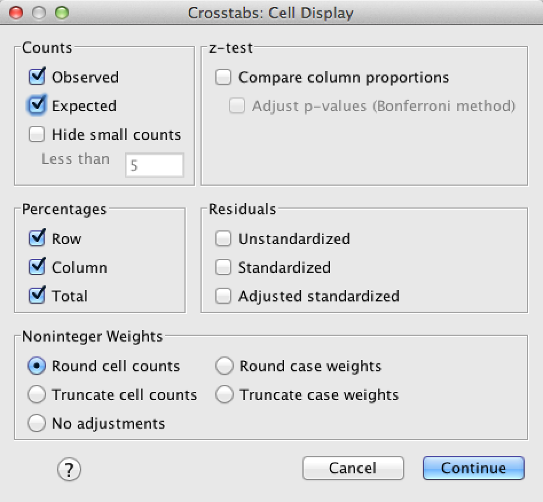 Crosstabs: Cell Display
Counts
Observed
Expected
Hide small counts
Less than 5
z-test
Compare column proportions
Adjust p-values (Bonferroni method)
Percentages
Row
Column
Total
Residuals
Unstandardized
Standardized
Adjusted standardized
Noninteger Weights
Round cell counts
Round case weights
Truncate cell counts
Truncate case weights
No adjustments
?
Cancel
Continue